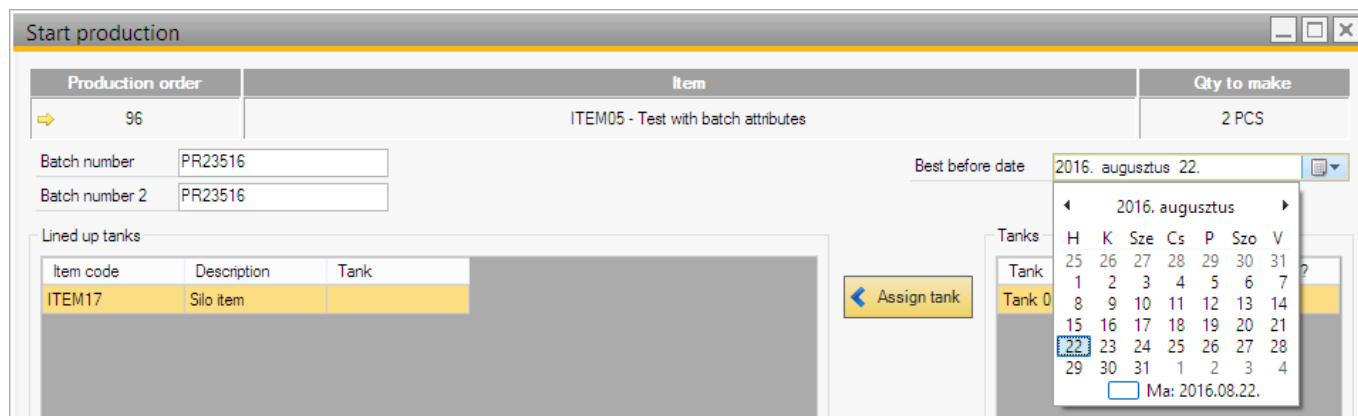 Start production
Production order Item Qty to make
96 ITEM05 - Test with batch attributes 2 PCS
Batch number PR23516 Best before date 2016. augusztus 22.
Batch number 2 PR23516
2016. augusztus
Lined up tanks Tanks
H K Sze Cs P Szo V
25 26 27 28 29 30 31
1 2 3 4 5 6 7
8 9 10 11 12 13 14
15 16 17 18 19 20 21
22 23 24 25 26 27 28
29 30 31 1 2 3 4
Ma: 2016.08.22.
Item code Description Tank
ITEM17 Silo item
Assign tank
Tank ?
Tank 0